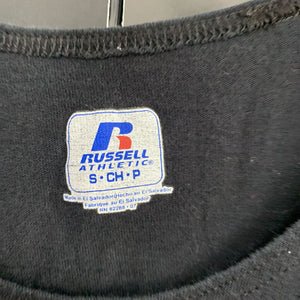 R
RUSSELL
ATHLETIC®
S • CH • P
Made in El Salvador/Hecho en El Salvador
Fabriqué au El Salvador